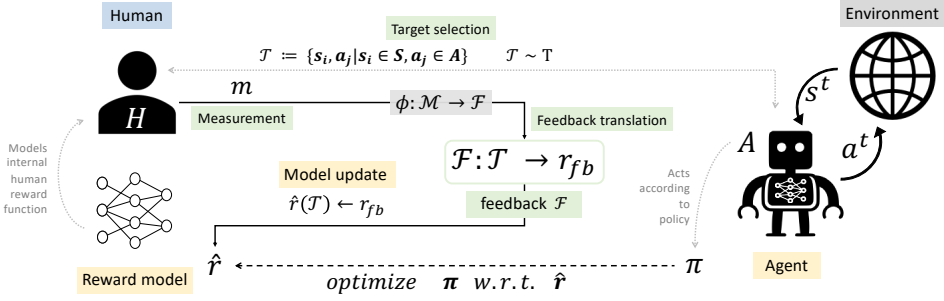 Human
Environment
Target selection
𝒯 ≔ {s_i, a_j|s_i ∈ S, a_j ∈ A}    𝒯 ~ Τ
s^t
m
H
Measurement
ϕ: ℳ → ℱ
Feedback translation
A
a^t
Models
internal
human
reward
function
ℱ: 𝒯 → r_fb
Acts
according
to
policy
Model update
r̂(𝒯) ← r_fb
feedback ℱ
Reward model
r̂
optimize π w.r.t. r̂
π
Agent